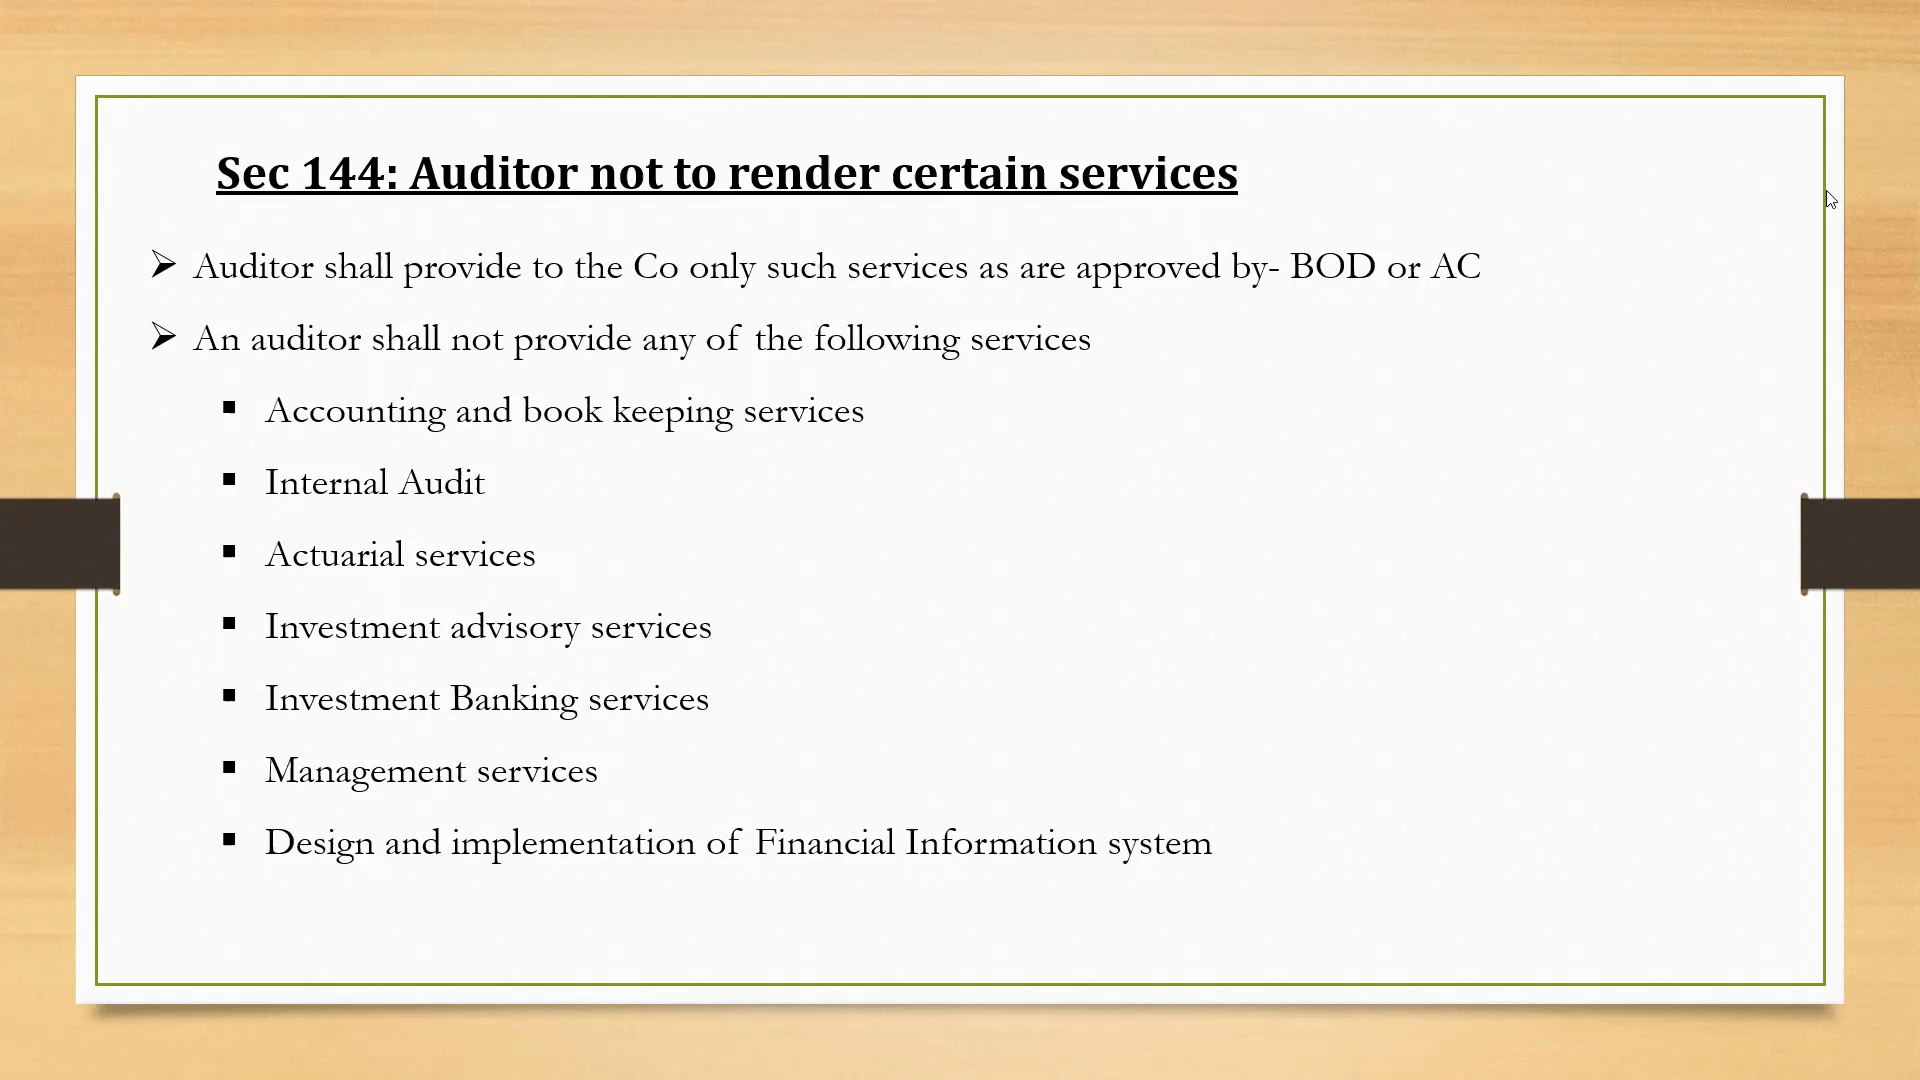 Sec 144: Auditor not to render certain services
➢ Auditor shall provide to the Co only such services as are approved by- BOD or AC
➢ An auditor shall not provide any of the following services
▪ Accounting and book keeping services
▪ Internal Audit
▪ Actuarial services
▪ Investment advisory services
▪ Investment Banking services
▪ Management services
▪ Design and implementation of Financial Information system